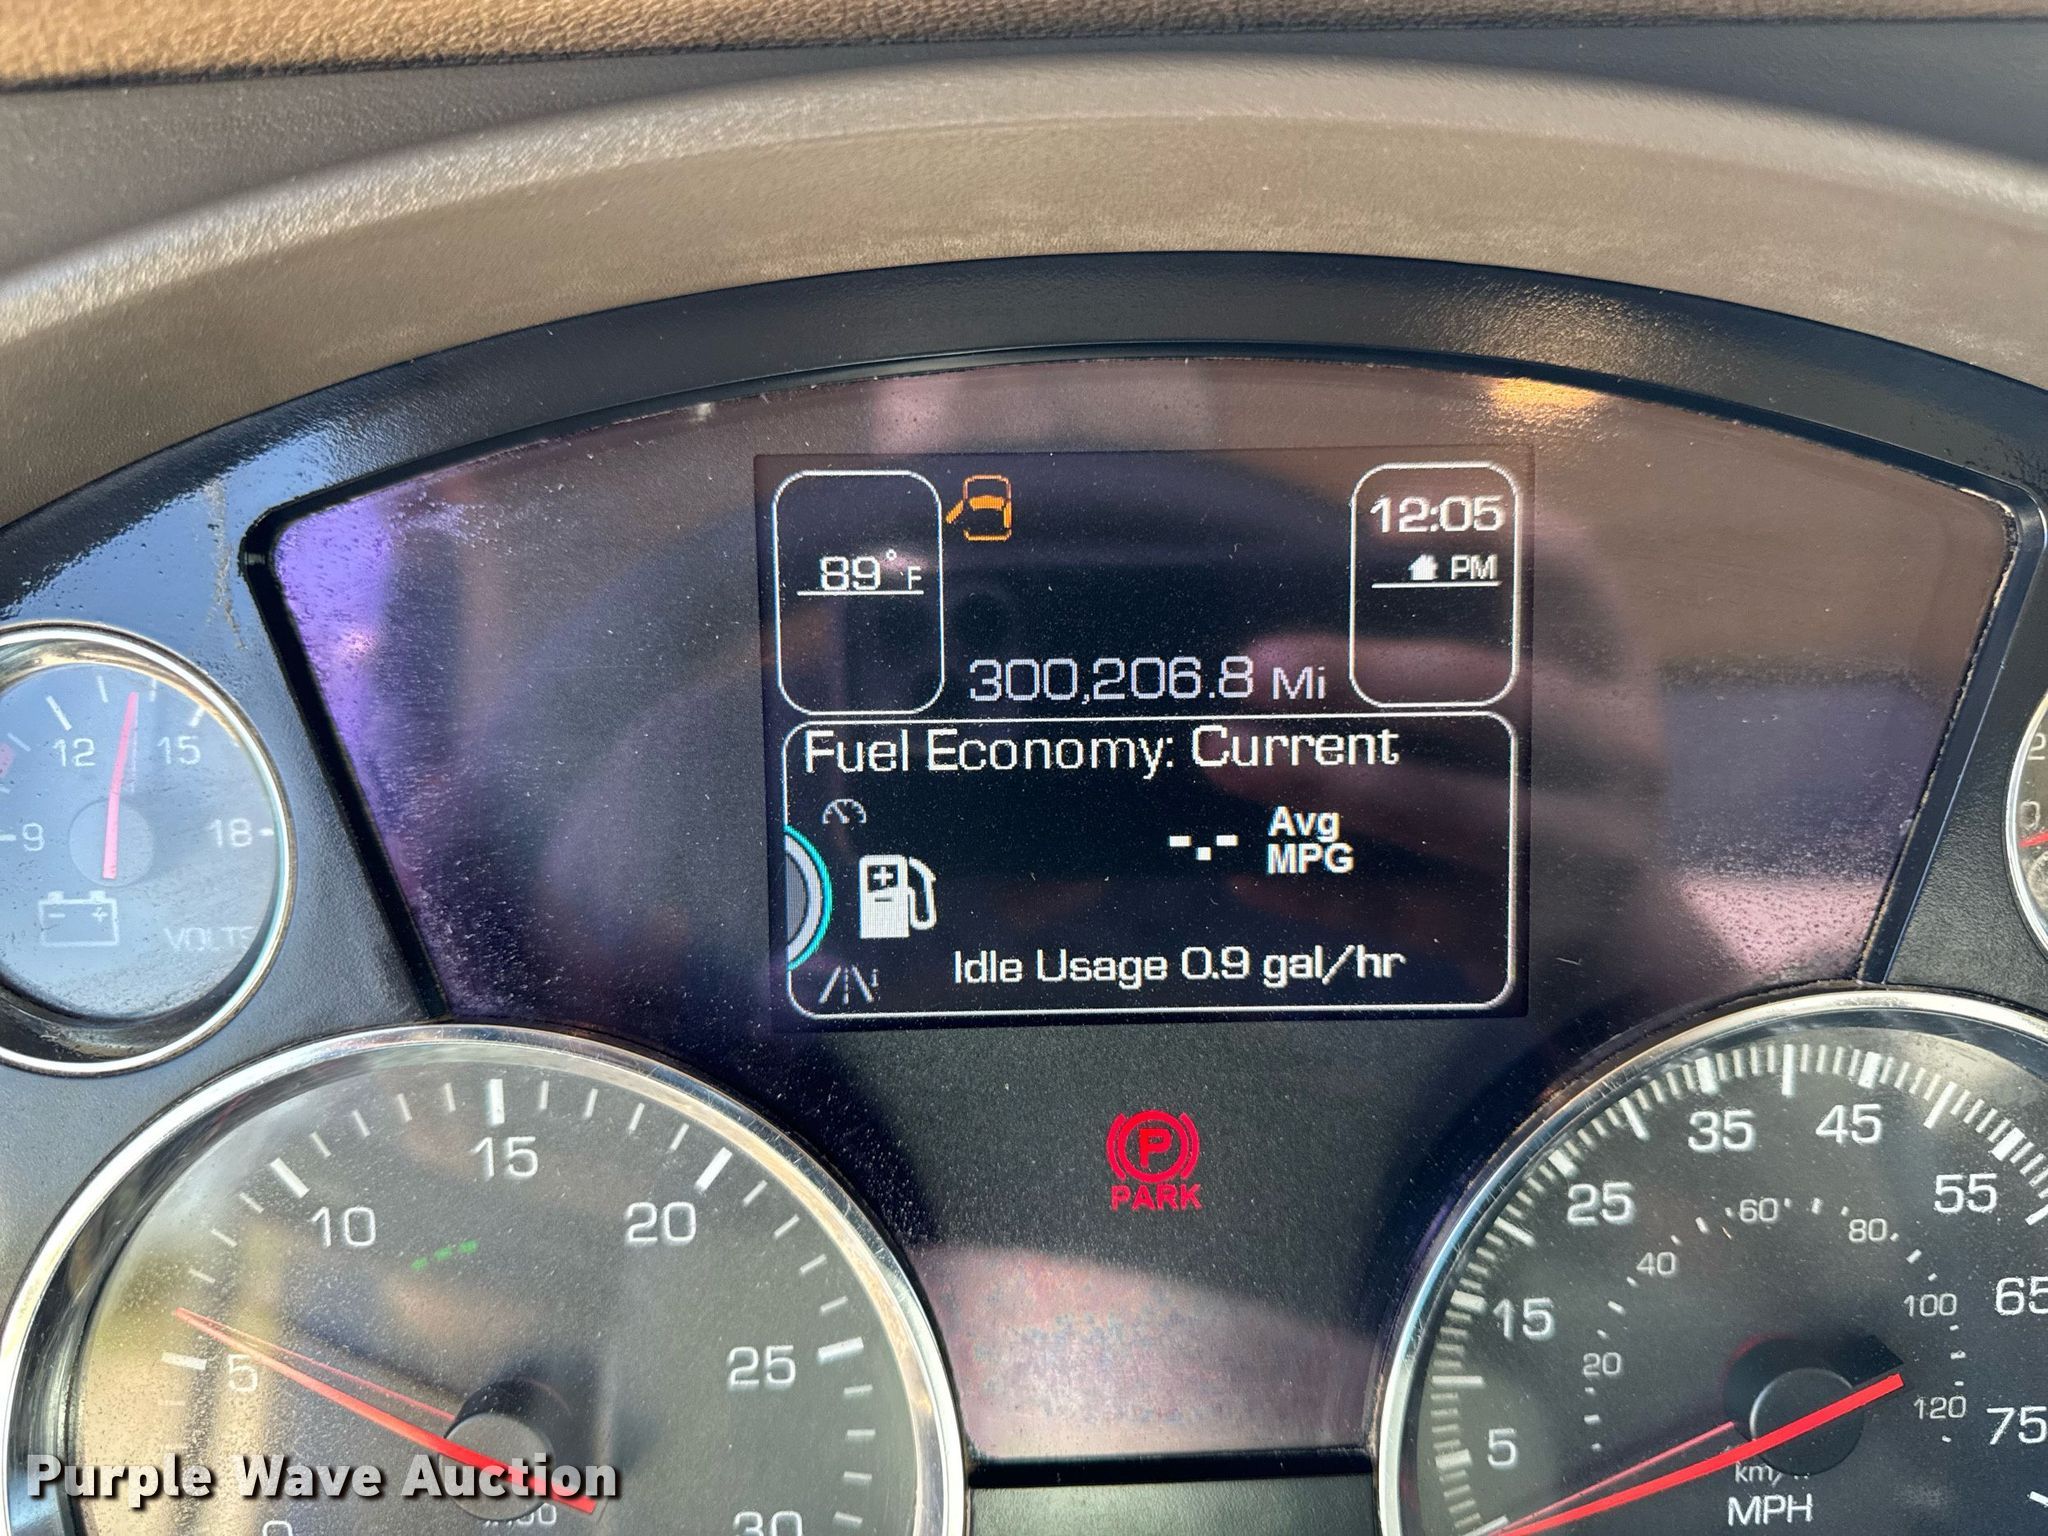 89°F
12:05
PM
300,206.8 Mi
Fuel Economy: Current
-.- Avg
MPG
Idle Usage 0.9 gal/hr
12 15
9 18
VOLTS
P
PARK
5 10 15 20 25 30
5 15 25 35 45 55 65 75
20 40 60 80 100 120
MPH
Purple Wave Auction